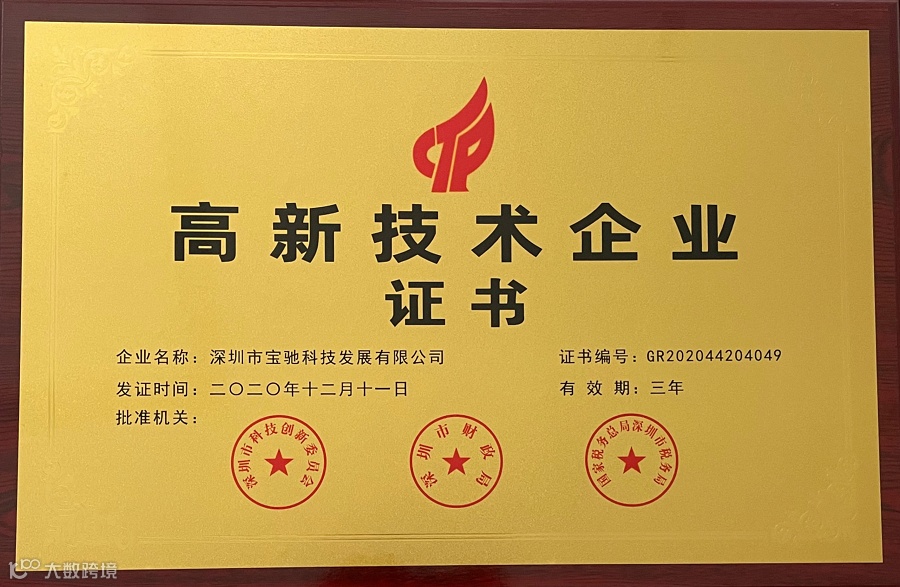 CTP
高新技术企业
证书
企业名称：深圳市宝驰科技发展有限公司
证书编号：GR202044204049
发证时间：二〇二〇年十二月十一日
有 效 期：三年
批准机关：
深圳市科技创新委员会
深圳市财政局
国家税务总局深圳市税务局
大数跨境